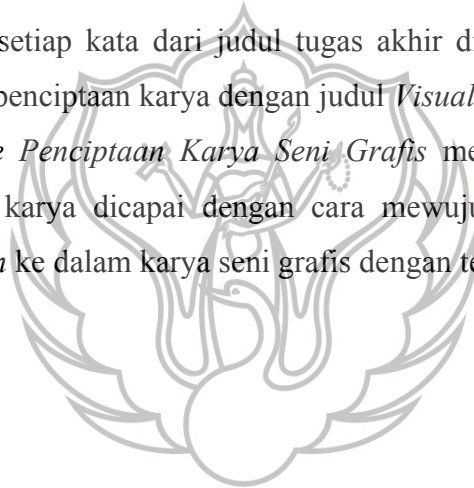 setiap kata dari judul tugas akhir di
penciptaan karya dengan judul Visual
Penciptaan Karya Seni Grafis me
karya dicapai dengan cara mewuju
ke dalam karya seni grafis dengan te